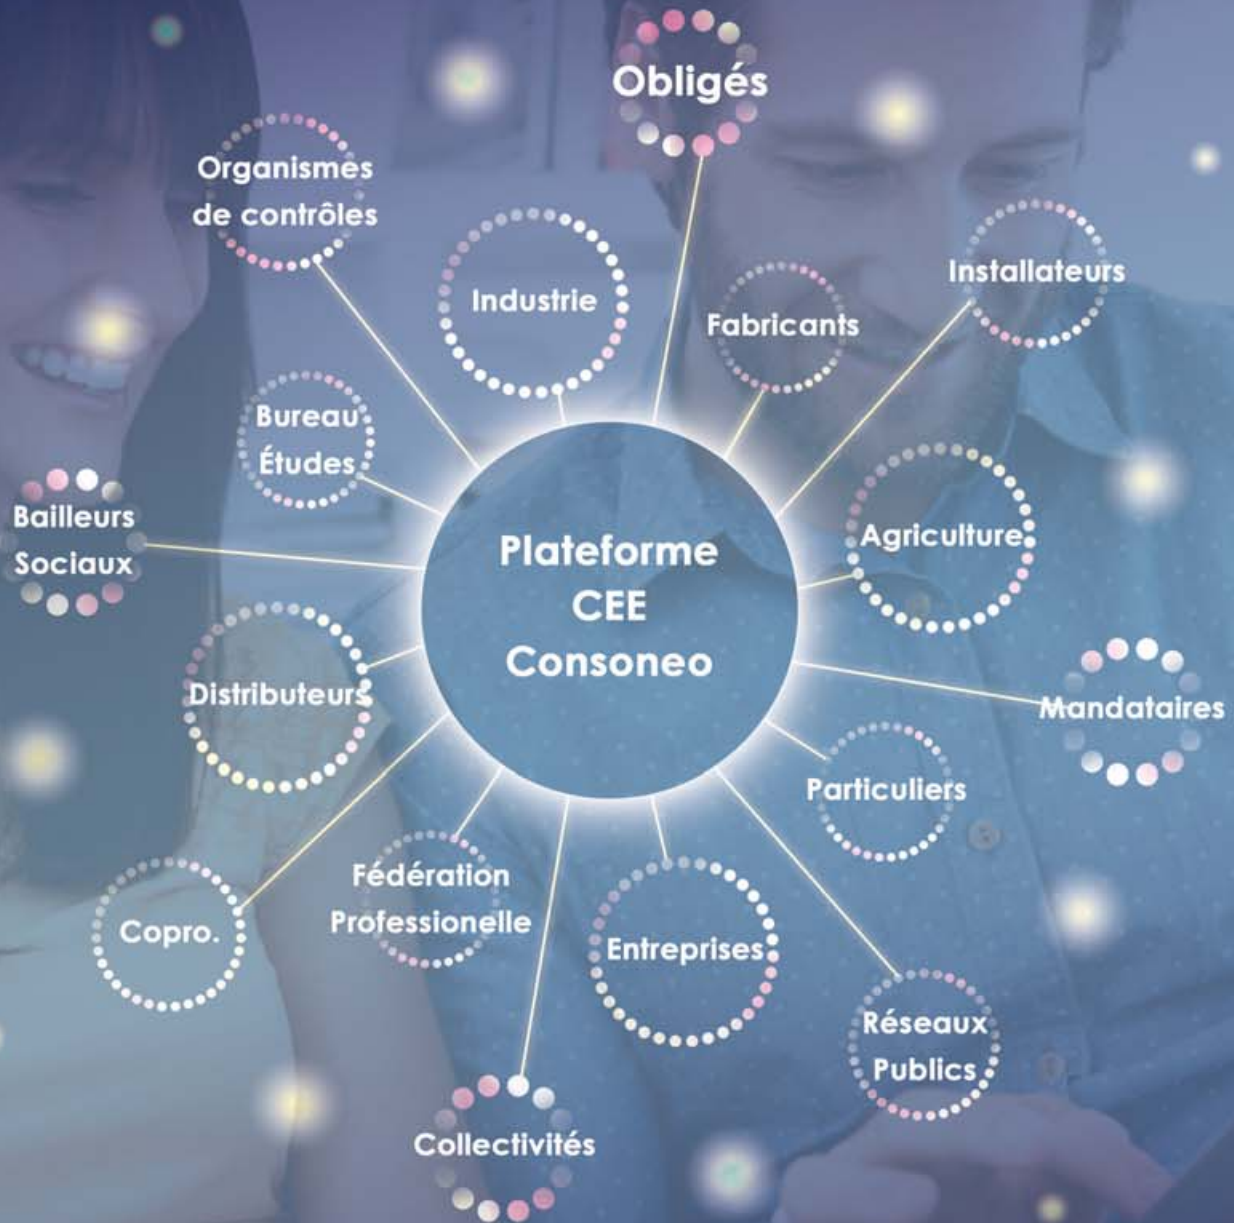 Obligés
Organismes
de contrôles
Installateurs
Industrie
Fabricants
Bureau
Études
Bailleurs
Sociaux
Agriculture
Plateforme
CEE
Consoneo
Distributeurs
Mandataires
Particuliers
Fédération
Professionelle
Copro.
Entreprises
Réseaux
Publics
Collectivités